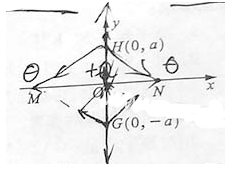 y
H(0, a)
Θ
+
Θ
M
O
N
x
G(0, -a)